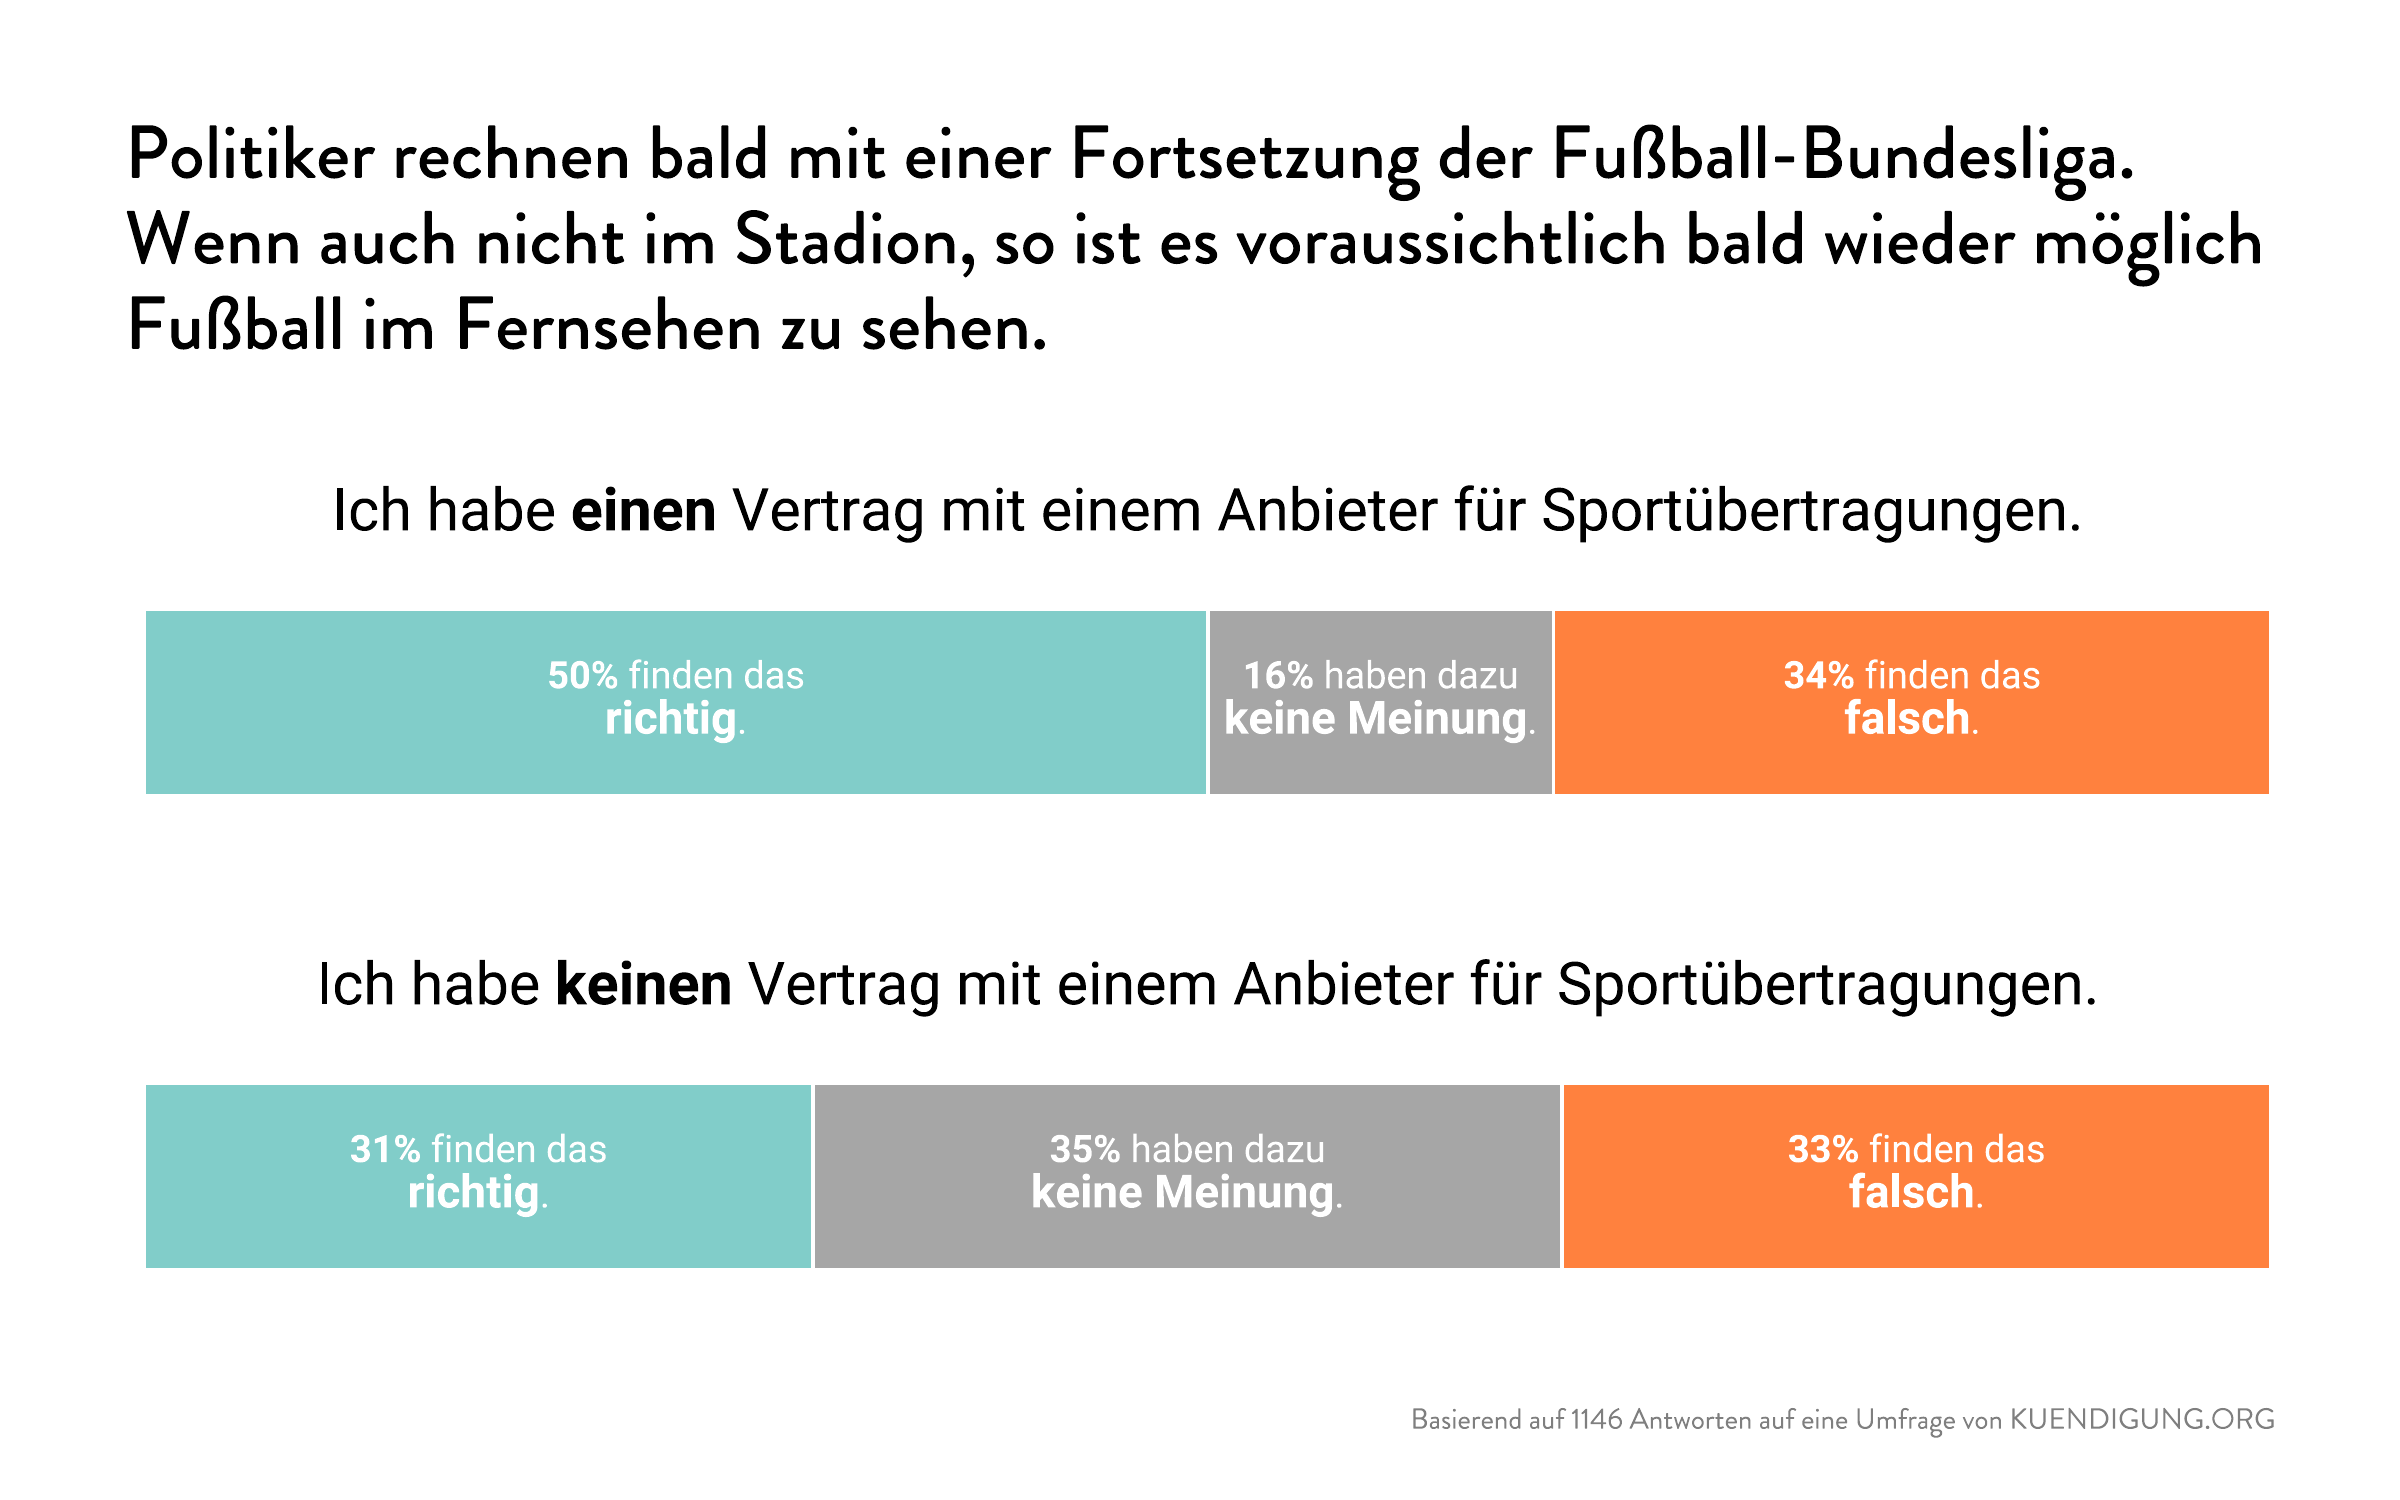 Politiker rechnen bald mit einer Fortsetzung der Fußball-Bundesliga.
Wenn auch nicht im Stadion, so ist es voraussichtlich bald wieder möglich
Fußball im Fernsehen zu sehen.
Ich habe einen Vertrag mit einem Anbieter für Sportübertragungen.
50% finden das
richtig.
16% haben dazu
keine Meinung.
34% finden das
falsch.
Ich habe keinen Vertrag mit einem Anbieter für Sportübertragungen.
31% finden das
richtig.
35% haben dazu
keine Meinung.
33% finden das
falsch.
Basierend auf 1146 Antworten auf eine Umfrage von KUENDIGUNG.ORG